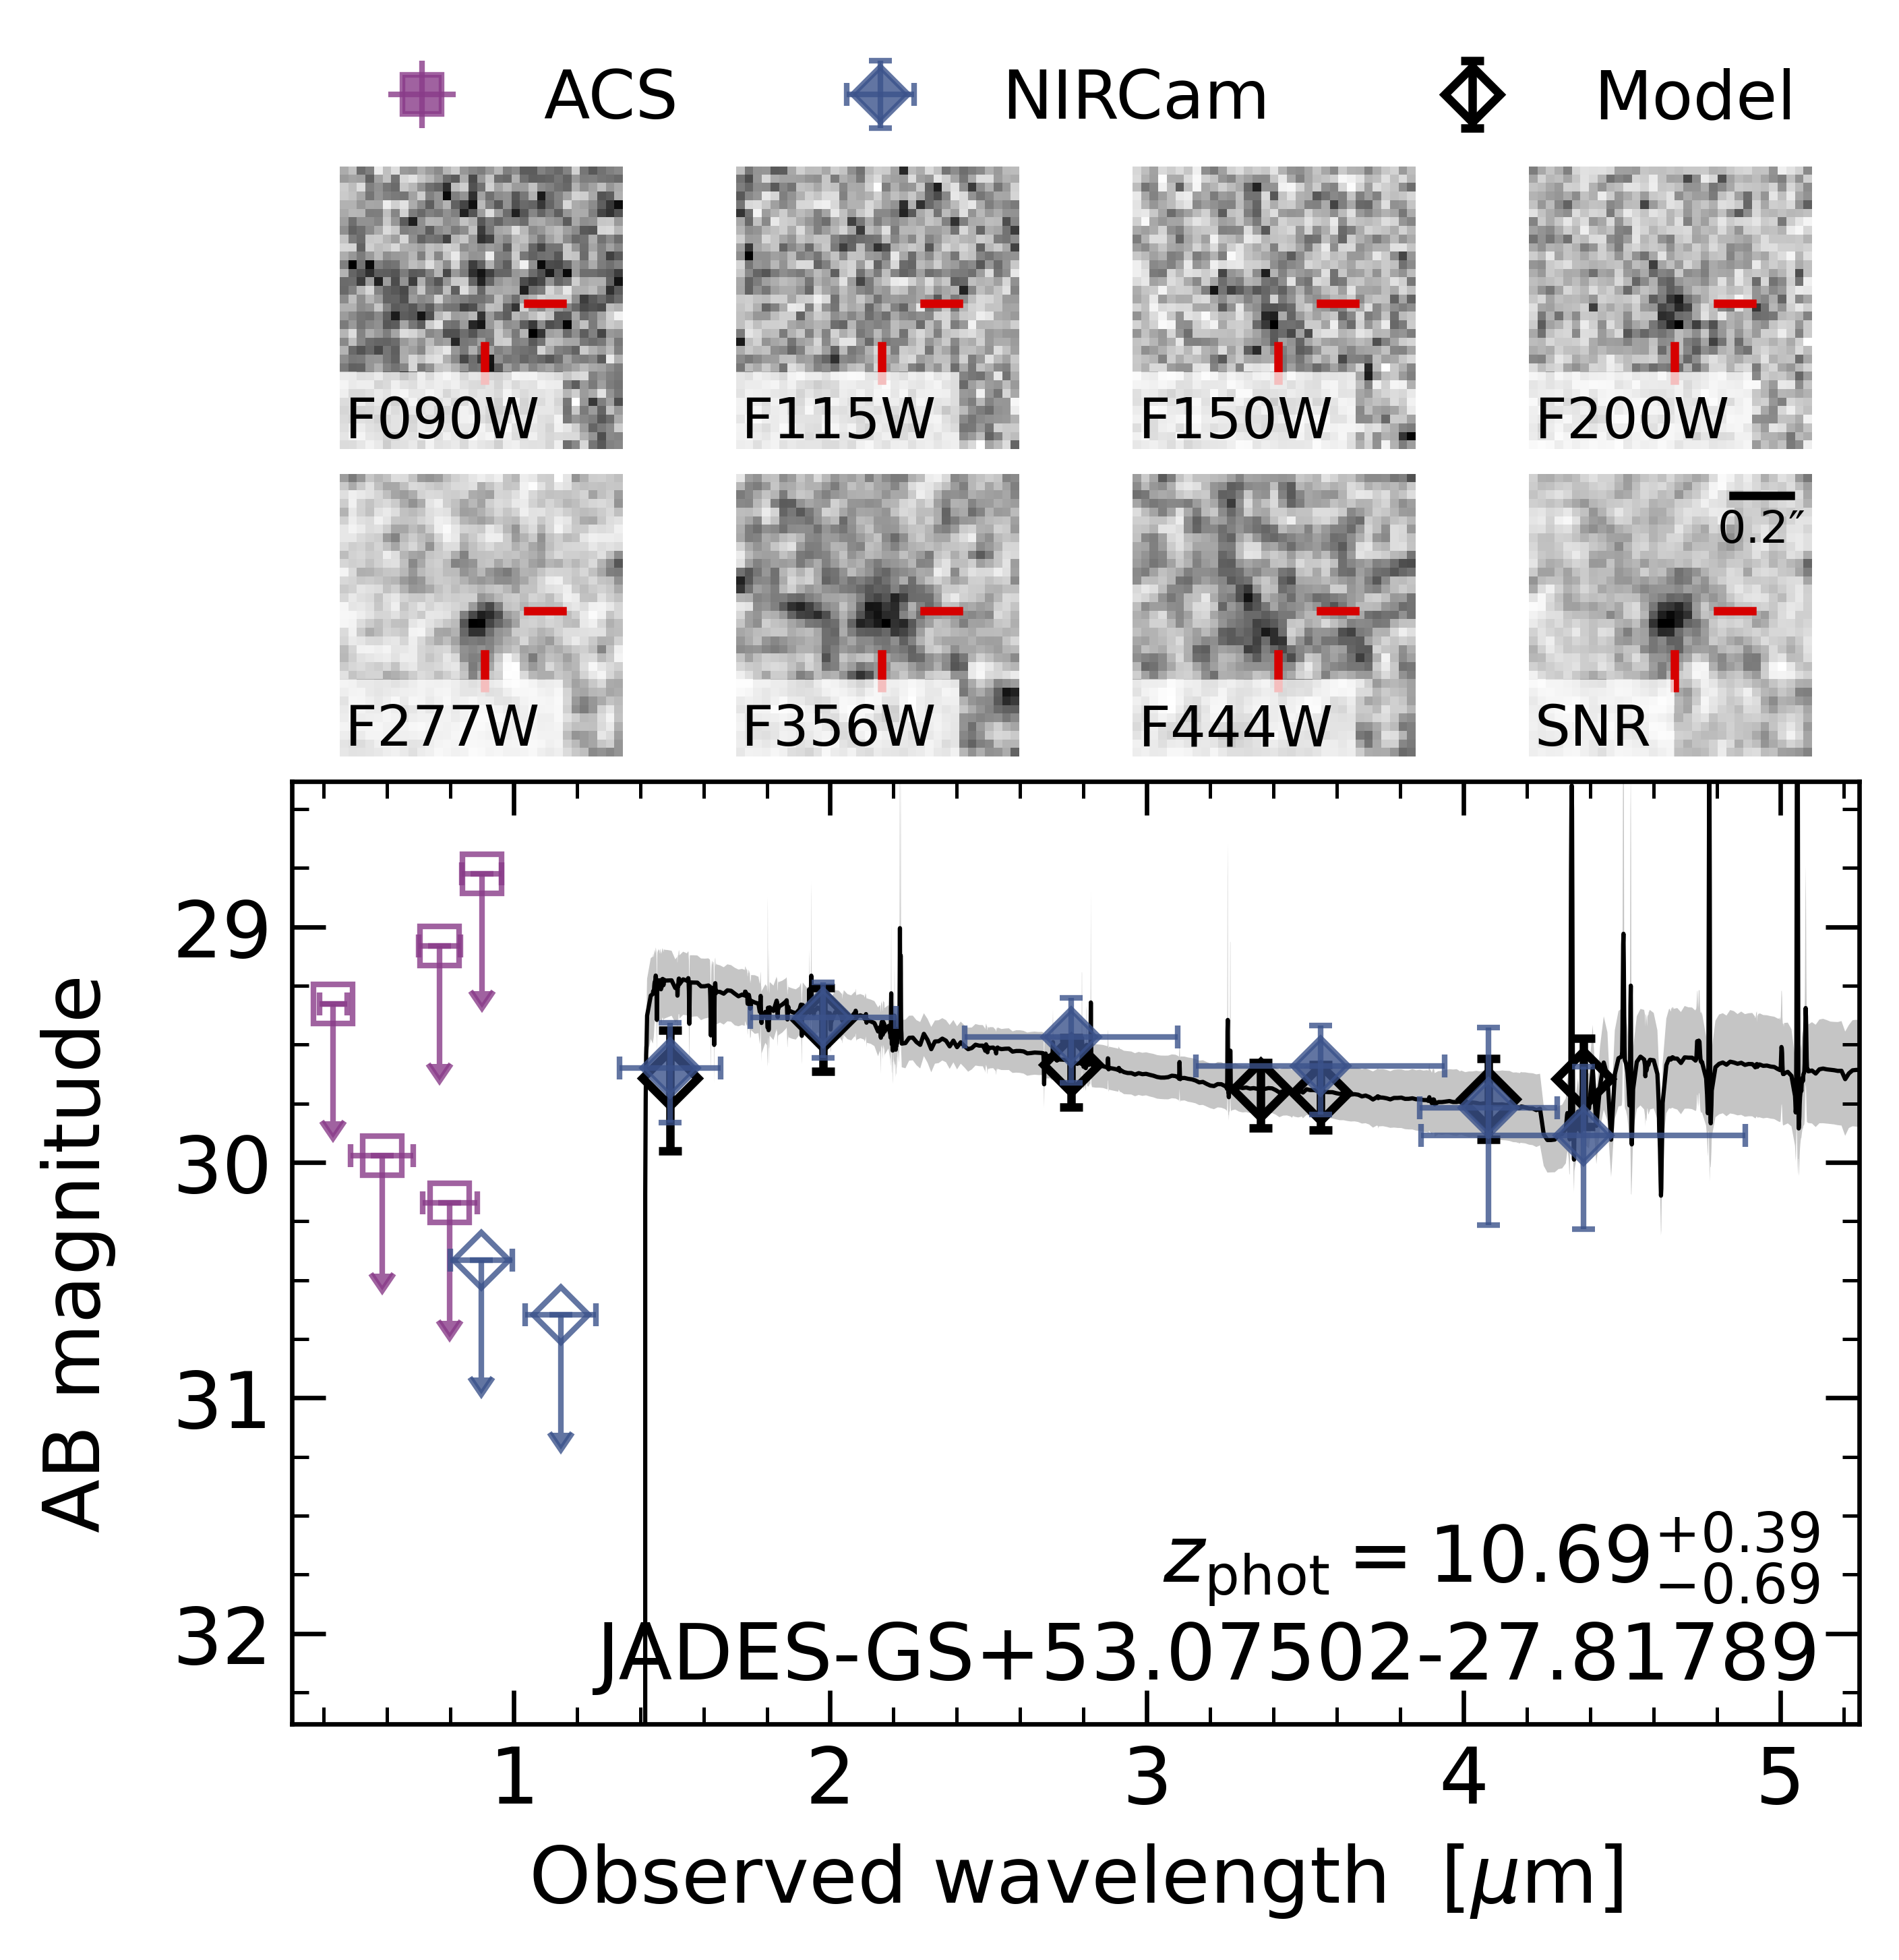 ACS NIRCam Model
F090W F115W F150W F200W
0.2″
F277W F356W F444W SNR
29
30
31
32
AB magnitude
z_phot = 10.69 +0.39 −0.69
JADES-GS+53.07502-27.81789
1 2 3 4 5
Observed wavelength [μm]